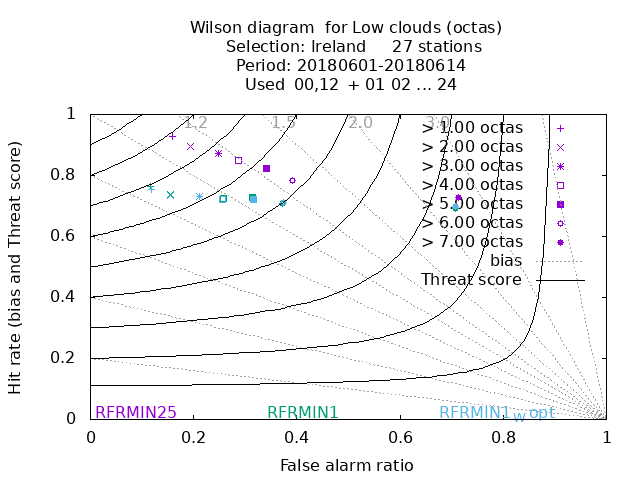 Wilson diagram  for Low clouds (octas)
Selection: Ireland     27 stations
Period: 20180601-20180614
Used  00,12  + 01 02 ... 24
1.2 1.5 2.0 3.0
> 1.00 octas
> 2.00 octas
> 3.00 octas
> 4.00 octas
> 5.00 octas
> 6.00 octas
> 7.00 octas
bias
Threat score
Hit rate (bias and Threat score)
1
0.8
0.6
0.4
0.2
0
RFRMIN25 RFRMIN1 RFRMIN1w_opt
0 0.2 0.4 0.6 0.8 1
False alarm ratio